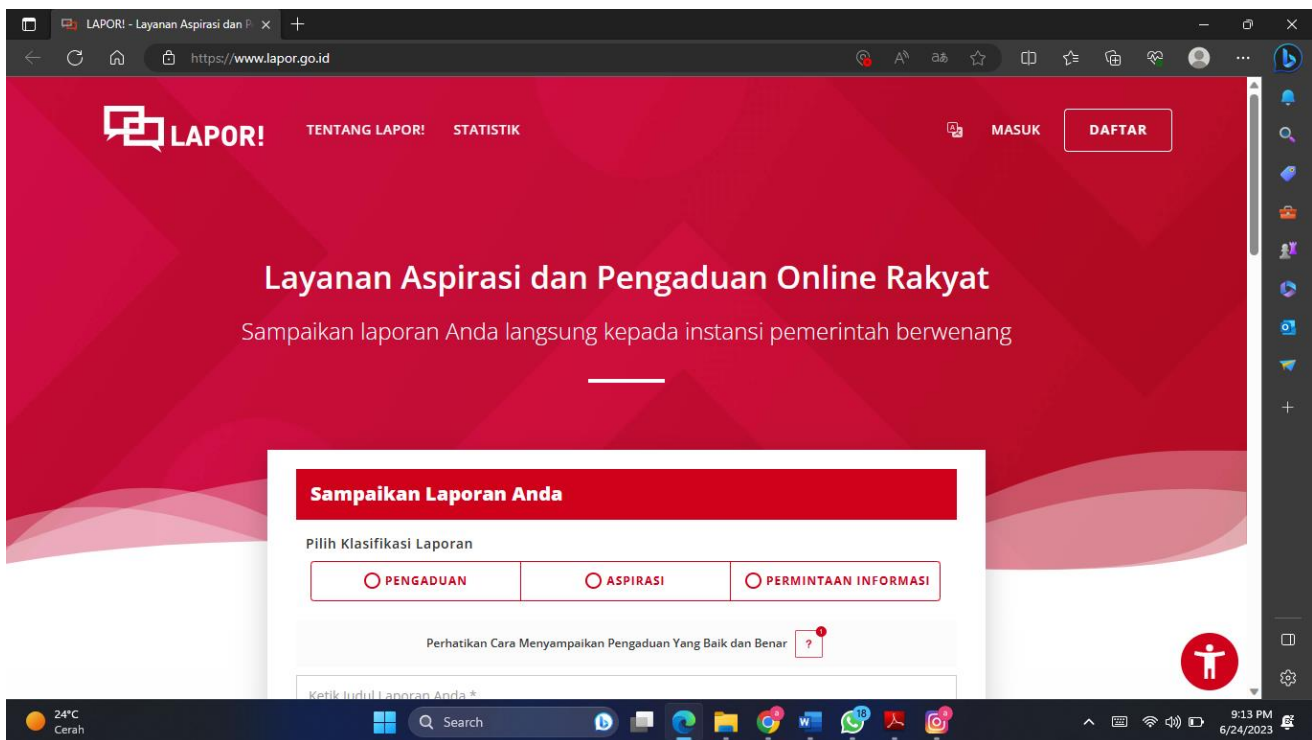 LAPOR! - Layanan Aspirasi dan P
https://www.lapor.go.id
LAPOR!
TENTANG LAPOR!
STATISTIK
MASUK
DAFTAR
Layanan Aspirasi dan Pengaduan Online Rakyat
Sampaikan laporan Anda langsung kepada instansi pemerintah berwenang
Sampaikan Laporan Anda
Pilih Klasifikasi Laporan
PENGADUAN
ASPIRASI
PERMINTAAN INFORMASI
Perhatikan Cara Menyampaikan Pengaduan Yang Baik dan Benar
?
Ketik Judul Laporan Anda *
24°C
Cerah
Search
18
9:13 PM
6/24/2023